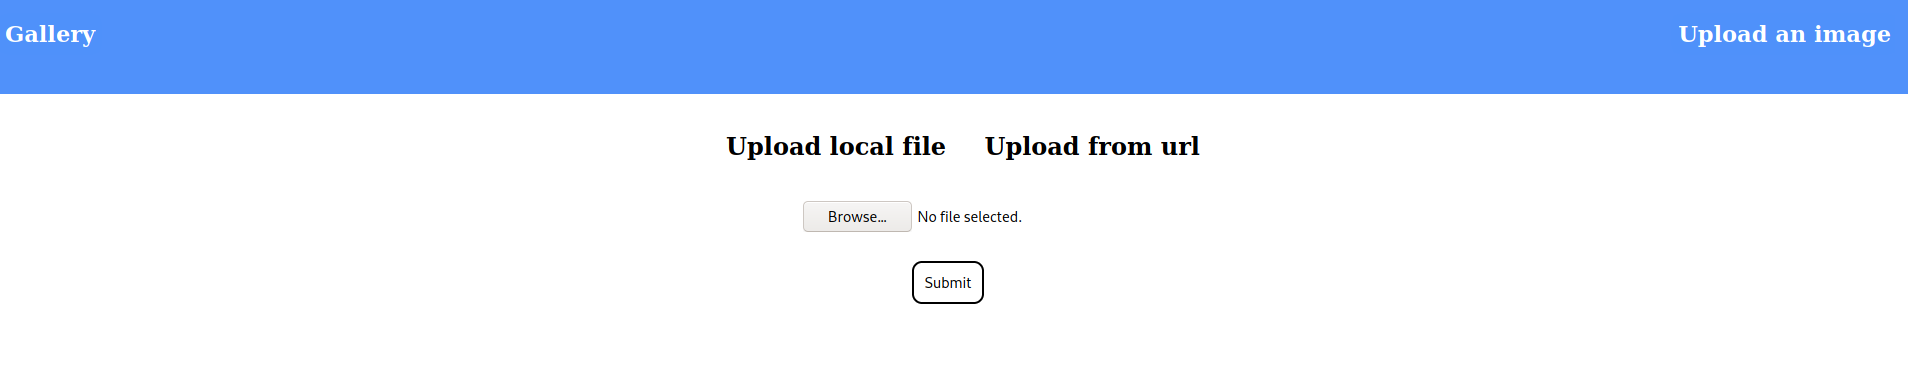 Gallery
Upload an image
Upload local file
Upload from url
Browse...
No file selected.
Submit